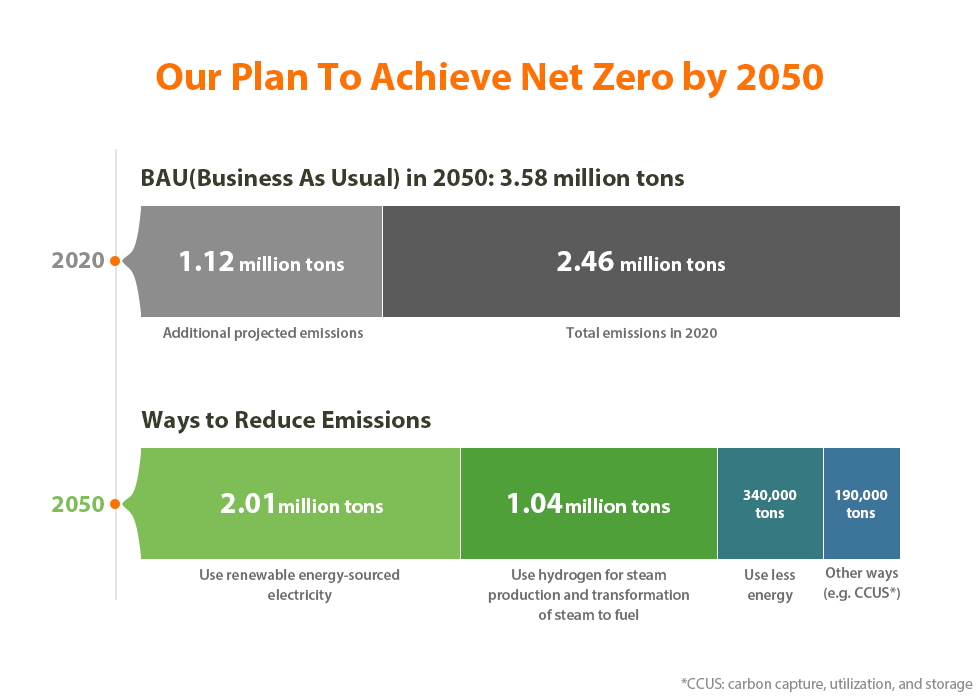 Our Plan To Achieve Net Zero by 2050
BAU(Business As Usual) in 2050: 3.58 million tons
2020
1.12 million tons
2.46 million tons
Additional projected emissions
Total emissions in 2020
Ways to Reduce Emissions
2050
2.01 million tons
1.04 million tons
340,000
tons
190,000
tons
Use renewable energy-sourced
electricity
Use hydrogen for steam
production and transformation
of steam to fuel
Use less
energy
Other ways
(e.g. CCUS*)
*CCUS: carbon capture, utilization, and storage